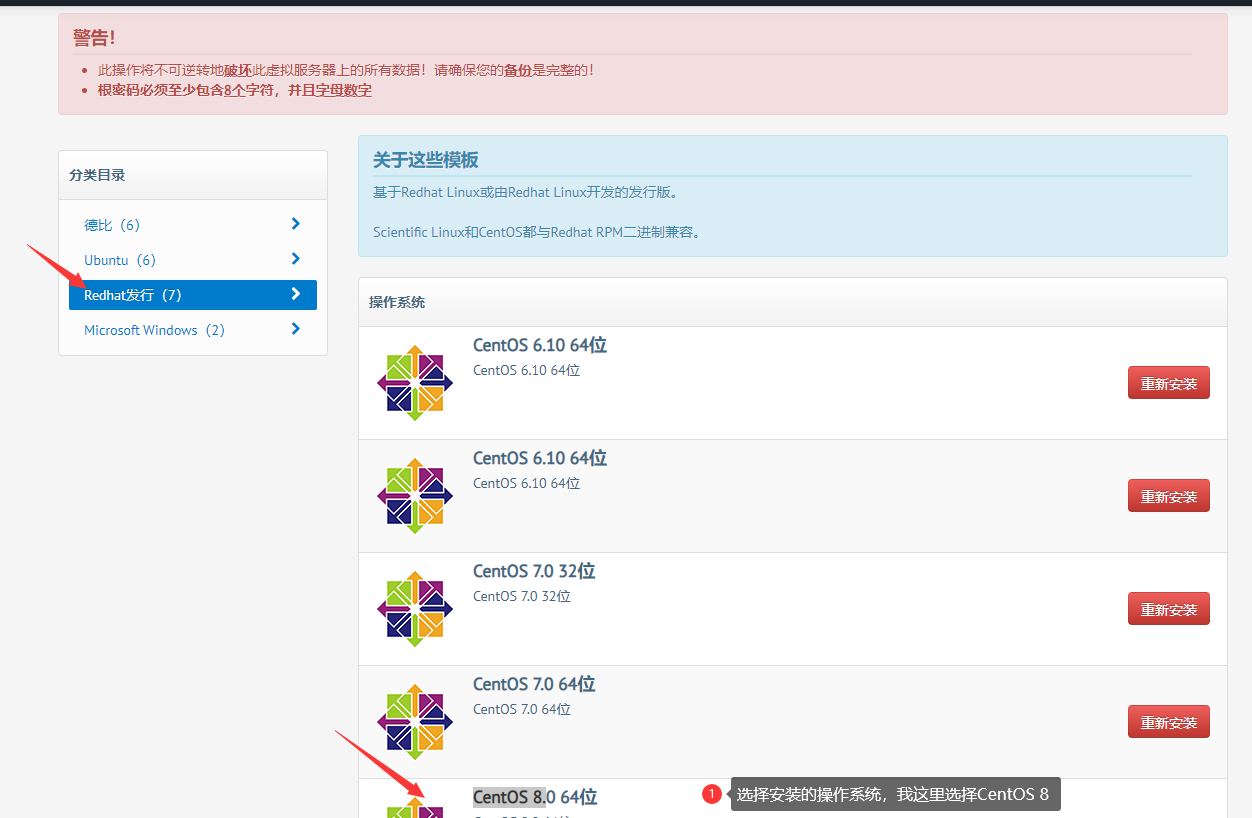 警告！
此操作将不可逆转地破坏此虚拟服务器上的所有数据！请确保您的备份是完整的！
根密码必须至少包含8个字符，并且字母数字
分类目录
德比（6）
Ubuntu（6）
Redhat发行（7）
Microsoft Windows（2）
关于这些模板
基于Redhat Linux或由Redhat Linux开发的发行版。
Scientific Linux和CentOS都与Redhat RPM二进制兼容。
操作系统
CentOS 6.10 64位
CentOS 6.10 64位
重新安装
CentOS 6.10 64位
CentOS 6.10 64位
重新安装
CentOS 7.0 32位
CentOS 7.0 32位
重新安装
CentOS 7.0 64位
CentOS 7.0 64位
重新安装
CentOS 8.0 64位
1 选择安装的操作系统，我这里选择CentOS 8